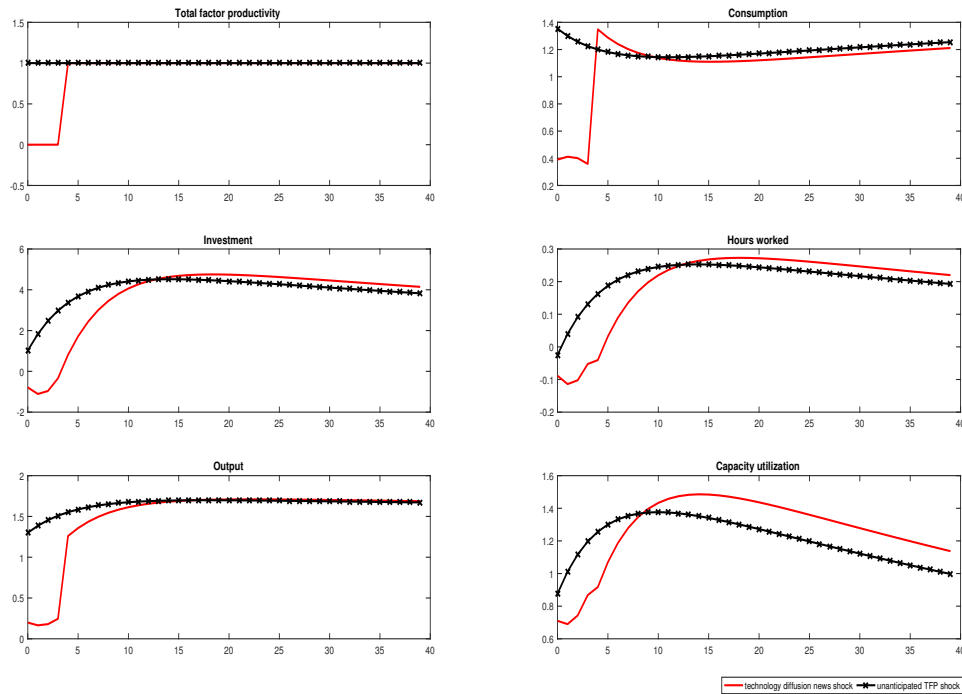 Total factor productivity
1.5
1
0.5
0
-0.5
0 5 10 15 20 25 30 35 40
Consumption
1.4
1.2
1
0.8
0.6
0.4
0.2
0 5 10 15 20 25 30 35 40
Investment
6
4
2
0
-2
0 5 10 15 20 25 30 35 40
Hours worked
0.3
0.2
0.1
0
-0.1
-0.2
0 5 10 15 20 25 30 35 40
Output
2
1.5
1
0.5
0
0 5 10 15 20 25 30 35 40
Capacity utilization
1.6
1.4
1.2
1
0.8
0.6
0 5 10 15 20 25 30 35 40
technology diffusion news shock unanticipated TFP shock